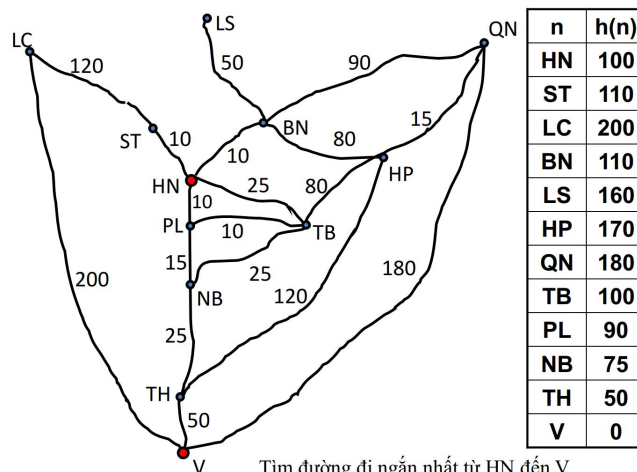 LS
QN
LC
90
120
50
BN
15
ST
10
80
10
HP
HN
25
80
10
PL
10
TB
15
180
200
25
NB
120
25
TH
50
V
Tìm đường đi ngắn nhất từ HN đến V
n h(n)
HN 100
ST 110
LC 200
BN 110
LS 160
HP 170
QN 180
TB 100
PL 90
NB 75
TH 50
V 0